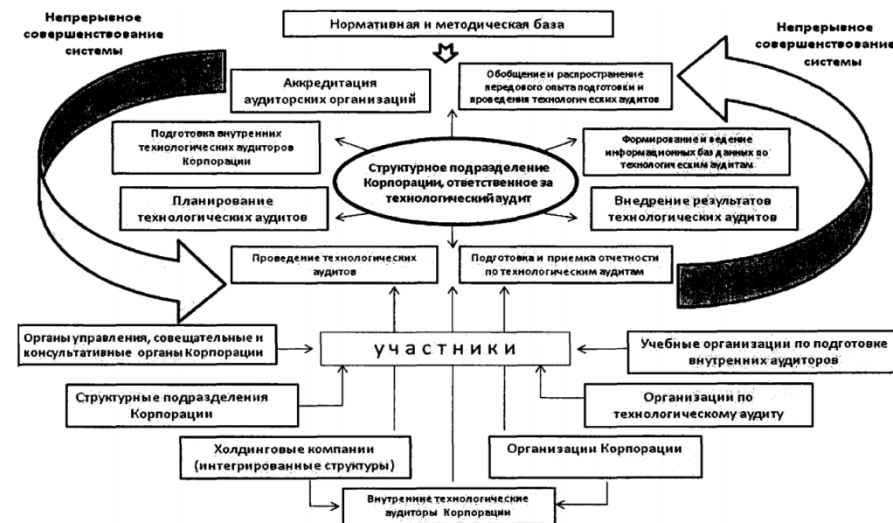 Непрерывное
совершенствование
системы
Нормативная и методическая база
Непрерывное
совершенствование
системы
Аккредитация
аудиторских организаций
Обобщение и распространение
передового опыта подготовки и
проведения технологических аудитов
Подготовка внутренних
технологических аудиторов
Корпорации
Структурное подразделение
Корпорации, ответственное за
технологический аудит
Формирование и ведение
информационных баз данных по
технологическим аудитам
Планирование
технологических аудитов
Внедрение результатов
технологических аудитов
Проведение технологических
аудитов
Подготовка и приемка отчетности
по технологическим аудитам
Органы управления, совещательные и
консультативные органы Корпорации
участники
Учебные организации по подготовке
внутренних аудиторов
Структурные подразделения
Корпорации
Организации по
технологическому аудиту
Холдинговые компании
(интегрированные структуры)
Организации Корпорации
Внутренние технологические
аудиторы Корпорации